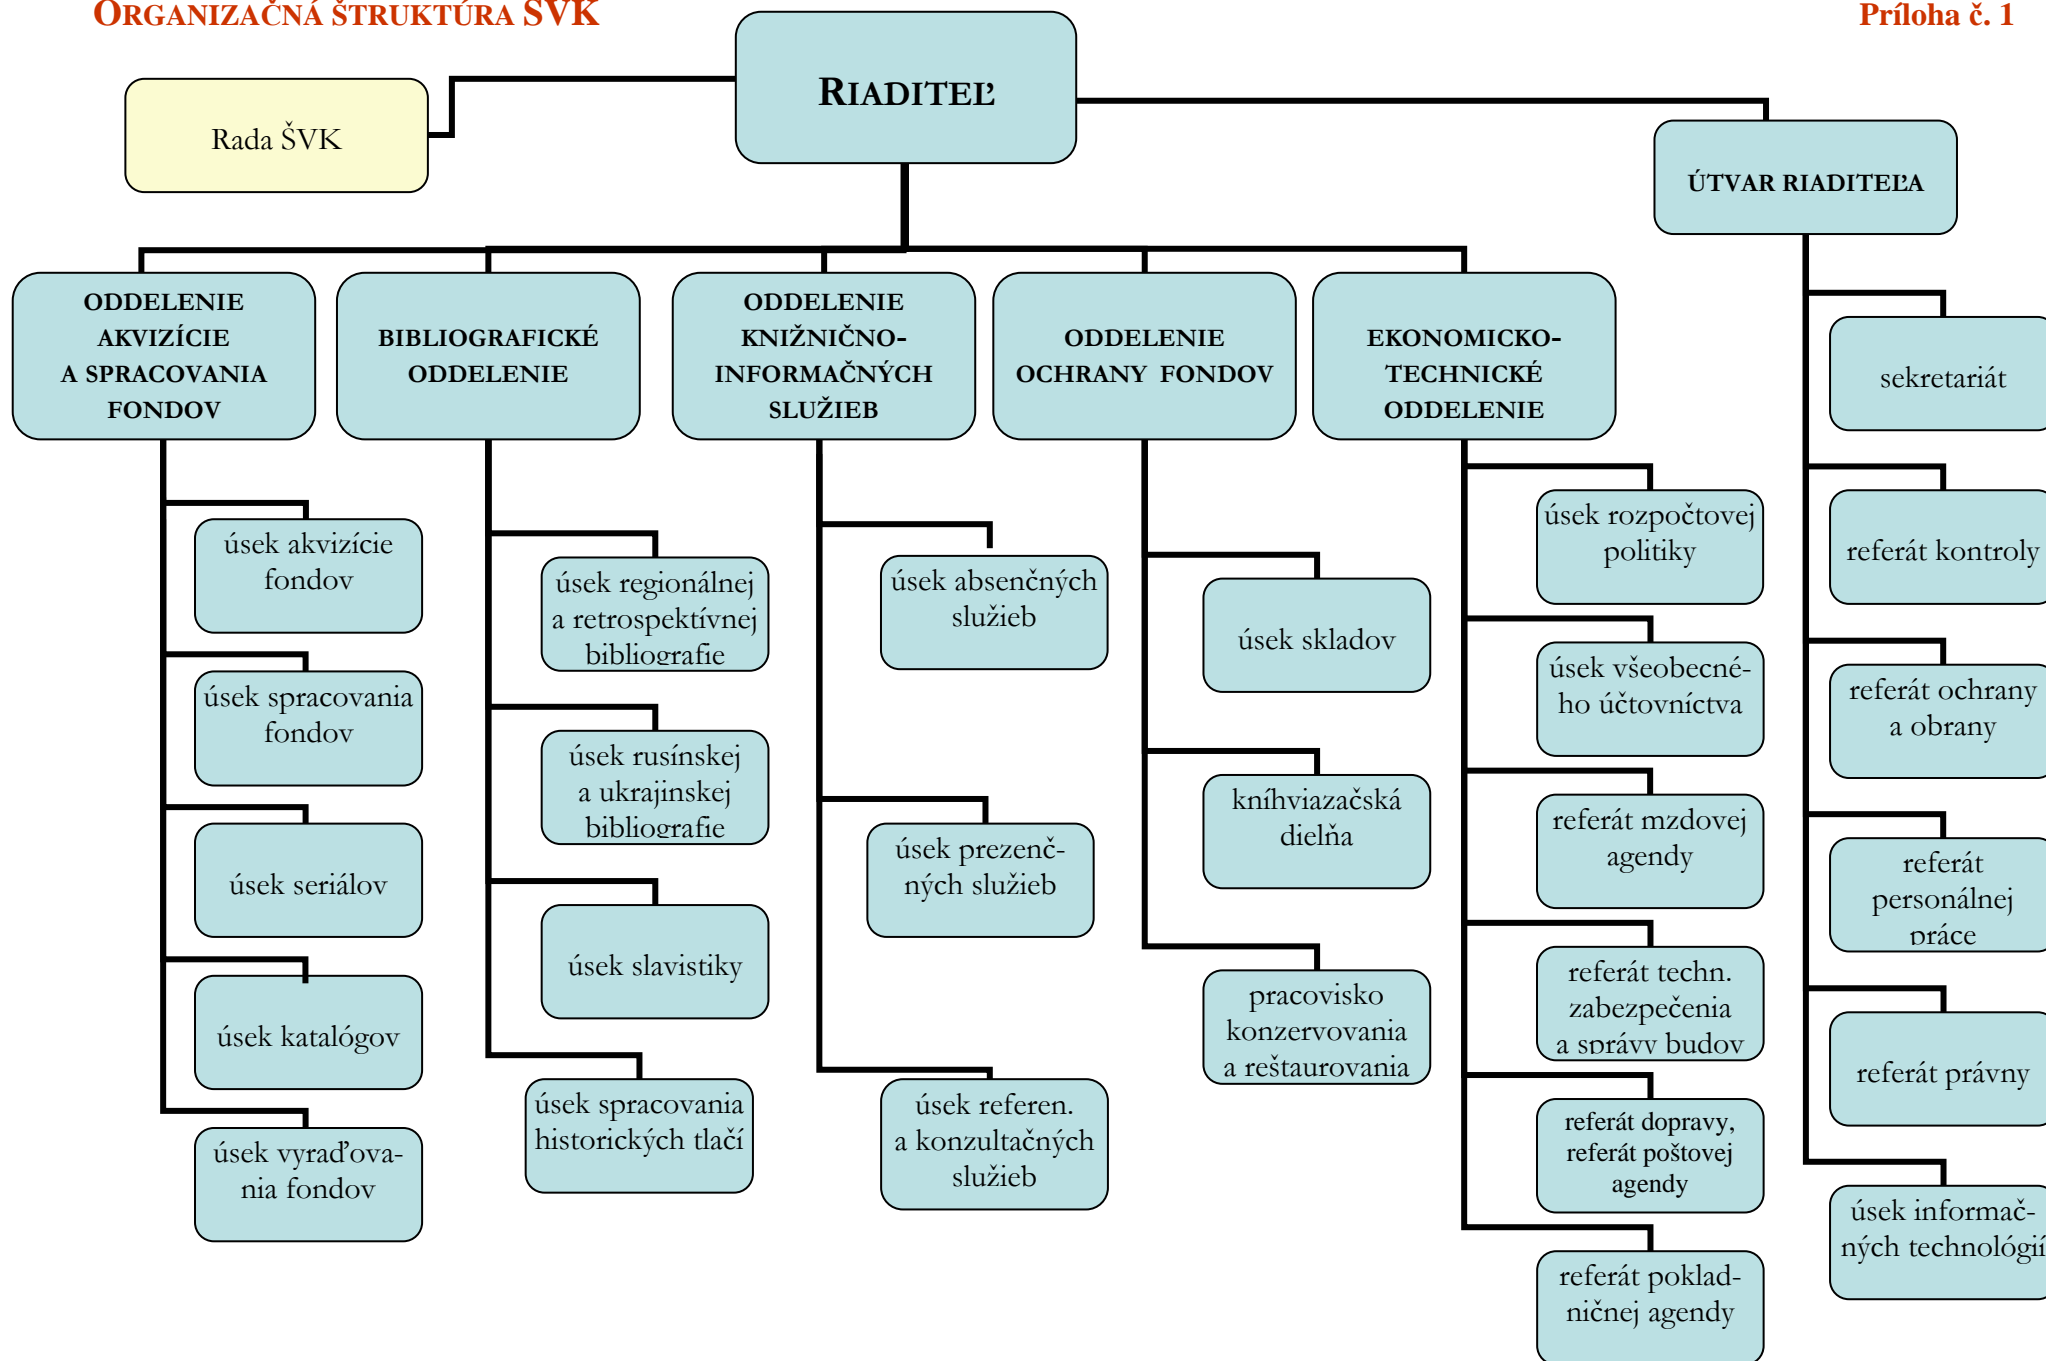 ORGANIZAČNÁ ŠTRUKTÚRA ŠVK
Príloha č. 1
RIADITEĽ
Rada ŠVK
ÚTVAR RIADITEĽA
ODDELENIE
AKVIZÍCIE
A SPRACOVANIA
FONDOV
BIBLIOGRAFICKÉ
ODDELENIE
ODDELENIE
KNIŽNIČNO-
INFORMAČNÝCH
SLUŽIEB
ODDELENIE
OCHRANY FONDOV
EKONOMICKO-
TECHNICKÉ
ODDELENIE
úsek akvizície
fondov
úsek spracovania
fondov
úsek seriálov
úsek katalógov
úsek vyraďova-
nia fondov
úsek regionálnej
a retrospektívnej
bibliografie
úsek rusínskej
a ukrajinskej
bibliografie
úsek slavistiky
úsek spracovania
historických tlačí
úsek absenčných
služieb
úsek prezenč-
ných služieb
úsek referen.
a konzultačných
služieb
úsek skladov
kníhviazačská
dielňa
pracovisko
konzervovania
a reštaurovania
úsek rozpočtovej
politiky
úsek všeobecné-
ho účtovníctva
referát mzdovej
agendy
referát techn.
zabezpečenia
a správy budov
referát dopravy,
referát poštovej
agendy
referát poklad-
ničnej agendy
sekretariát
referát kontroly
referát ochrany
a obrany
referát
personálnej
práce
referát právny
úsek informač-
ných technológií